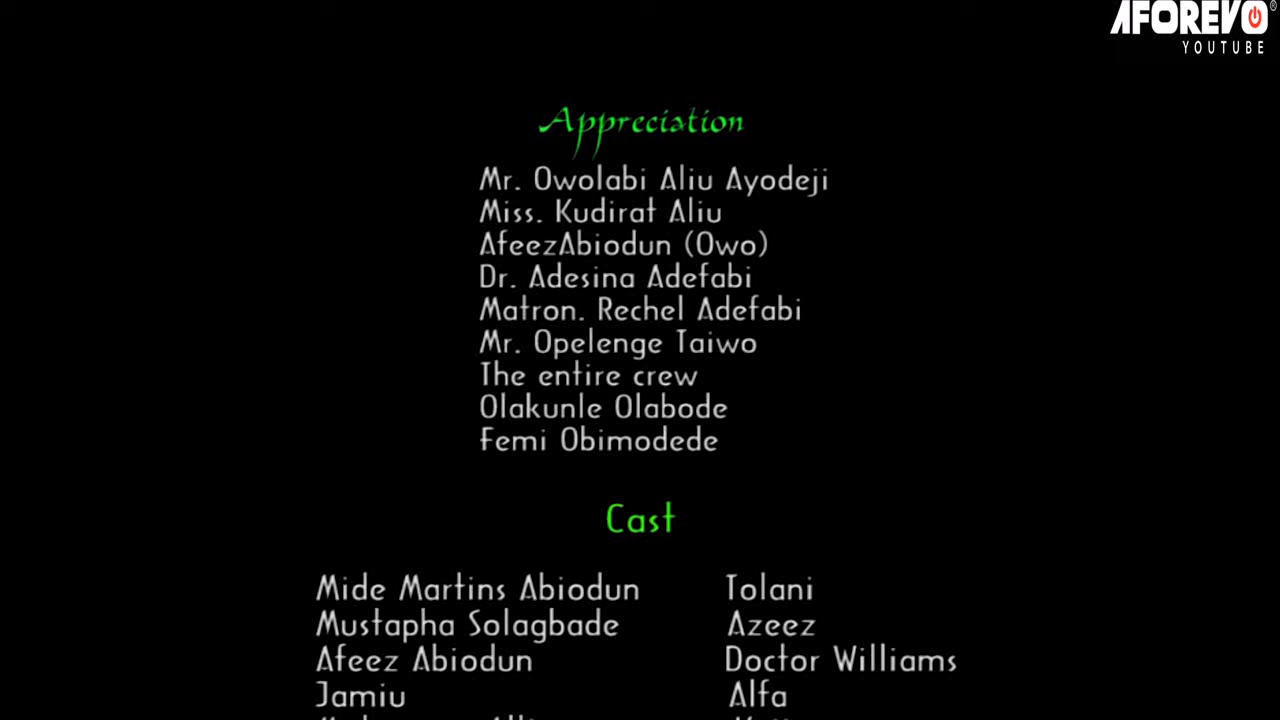 AFOREVO®
YOUTUBE
Appreciation
Mr. Owolabi Aliu Ayodeji
Miss. Kudirat Aliu
AfeezAbiodun (Owo)
Dr. Adesina Adefabi
Matron. Rechel Adefabi
Mr. Opelenge Taiwo
The entire crew
Olakunle Olabode
Femi Obimodede
Cast
Mide Martins Abiodun Tolani
Mustapha Solagbade Azeez
Afeez Abiodun Doctor Williams
Jamiu Alfa